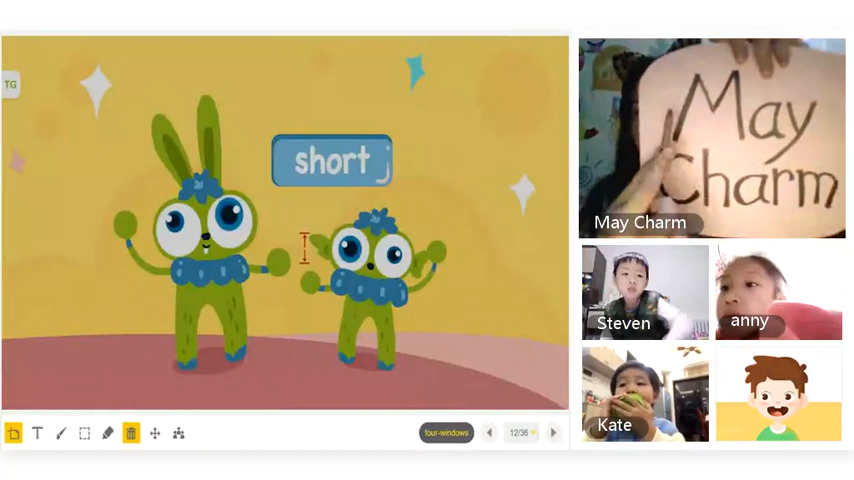 TG
short
May
Charm
May Charm
Steven
anny
Kate
T
four-windows
12/36